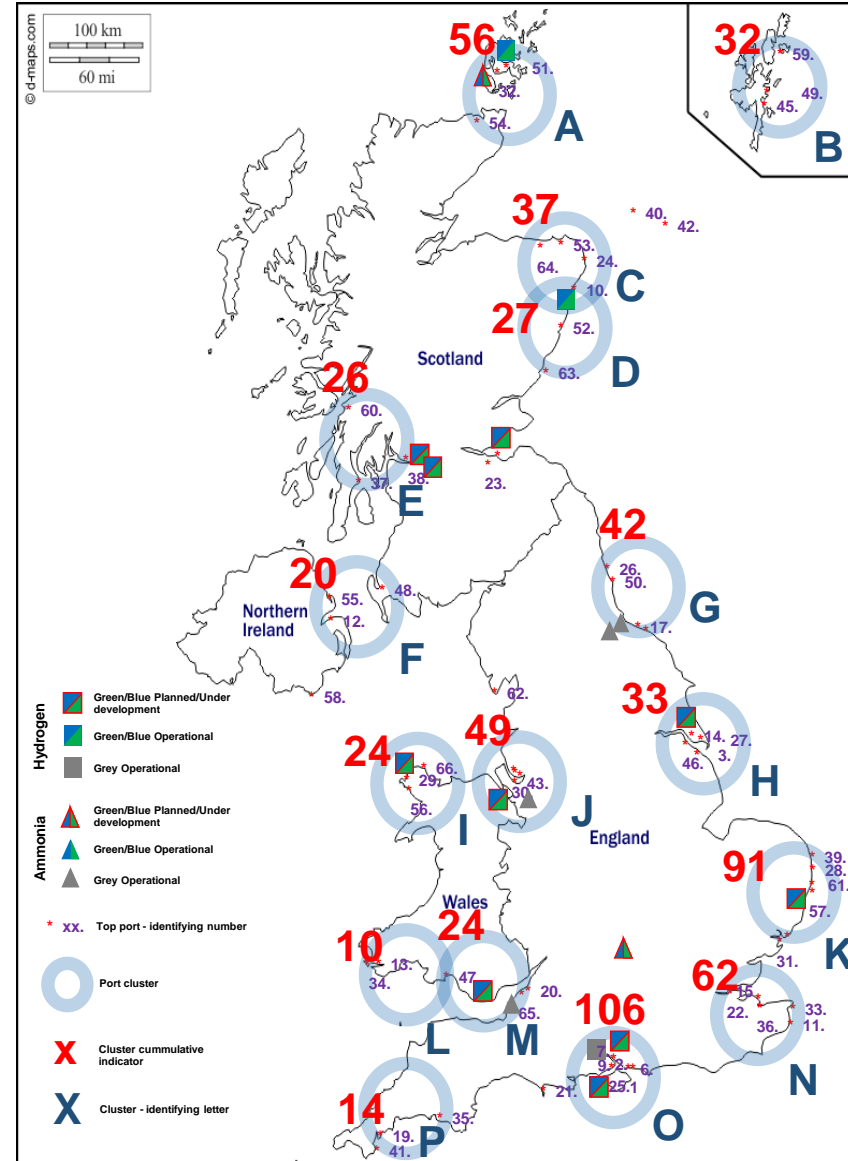 100 km
60 mi
© d-maps.com
56
51.
32.
54.
A
32
59.
49.
45.
B
37
40.
42.
53.
24.
64.
10.
C
27
52.
63.
D
Scotland
26
60.
37.
38.
E
23.
42
26.
50.
17.
G
20
55.
48.
12.
Northern
Ireland
F
58.
62.
33
14.
27.
3.
46.
H
49
43.
30.
J
24
66.
29.
56.
I
England
Hydrogen
Green/Blue Planned/Under
development
Green/Blue Operational
Grey Operational
Ammonia
Green/Blue Planned/Under
development
Green/Blue Operational
Grey Operational
* xx. Top port - identifying number
Port cluster
X Cluster cummulative
indicator
X Cluster - identifying letter
91
39.
28.
61.
57.
31.
K
Wales
24
47.
20.
65.
M
10
13.
34.
L
62
15.
22.
36.
33.
11.
N
106
7.
9.
2.
6.
25.
1
21.
O
14
35.
19.
41.
P